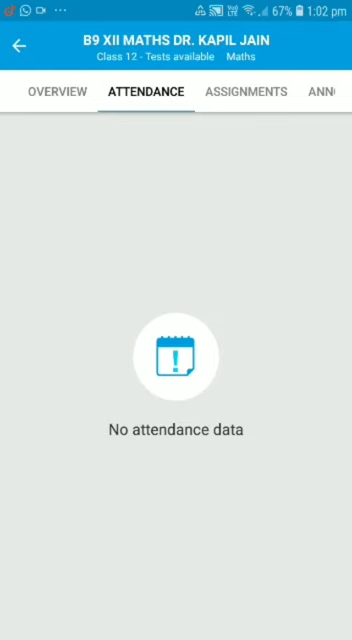 67% 1:02 pm
B9 XII MATHS DR. KAPIL JAIN
Class 12 - Tests available Maths
OVERVIEW ATTENDANCE ASSIGNMENTS ANN
No attendance data